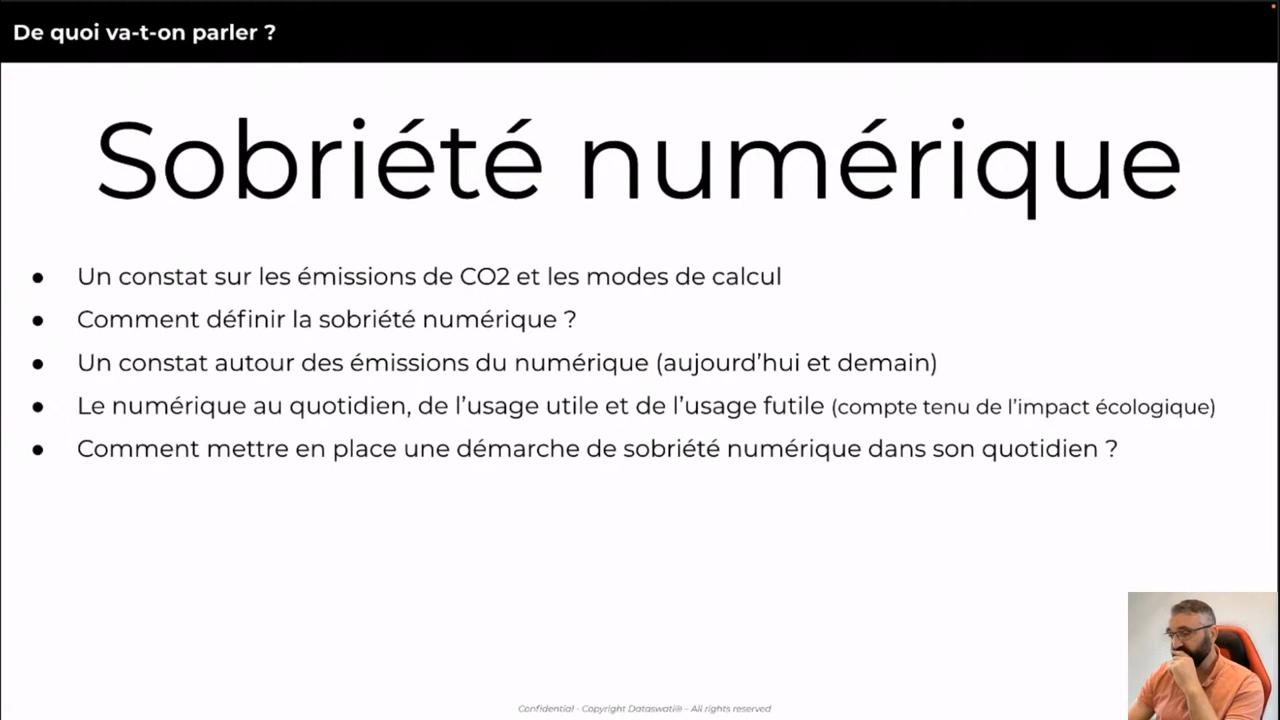 De quoi va-t-on parler ?
Sobriété numérique
● Un constat sur les émissions de CO2 et les modes de calcul
● Comment définir la sobriété numérique ?
● Un constat autour des émissions du numérique (aujourd’hui et demain)
● Le numérique au quotidien, de l’usage utile et de l’usage futile (compte tenu de l’impact écologique)
● Comment mettre en place une démarche de sobriété numérique dans son quotidien ?
Confidential - Copyright Dataswati® - All rights reserved